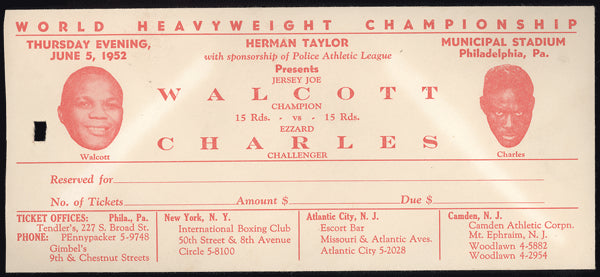 WORLD HEAVYWEIGHT CHAMPIONSHIP
THURSDAY EVENING,
JUNE 5, 1952
HERMAN TAYLOR
with sponsorship of Police Athletic League
Presents
MUNICIPAL STADIUM
Philadelphia, Pa.
JERSEY JOE
WALCOTT
CHAMPION
15 Rds. - vs - 15 Rds.
EZZARD
CHARLES
CHALLENGER
Walcott
Charles
Reserved for
No. of Tickets Amount $ Due $
TICKET OFFICES: Phila., Pa.
Tendler's, 227 S. Broad St.
PHONE: PEnnypacker 5-9748
Gimbel's
9th & Chestnut Streets
New York, N. Y.
International Boxing Club
50th Street & 8th Avenue
Circle 5-8100
Atlantic City, N. J.
Escort Bar
Missouri & Atlantic Aves.
Atlantic City 5-2028
Camden, N. J.
Camden Athletic Corpn.
Mt. Ephraim, N. J.
Woodlawn 4-5882
Woodlawn 4-2954